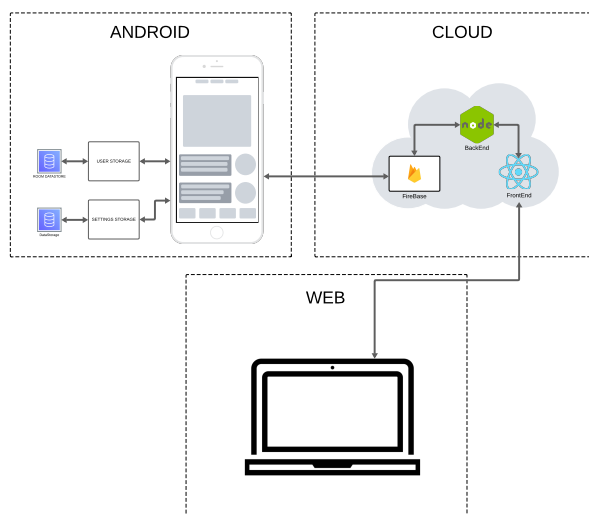 ANDROID
CLOUD
node
BackEnd
USER STORAGE
ROOM DATASTORE
FireBase
FrontEnd
SETTINGS STORAGE
DataStorage
WEB